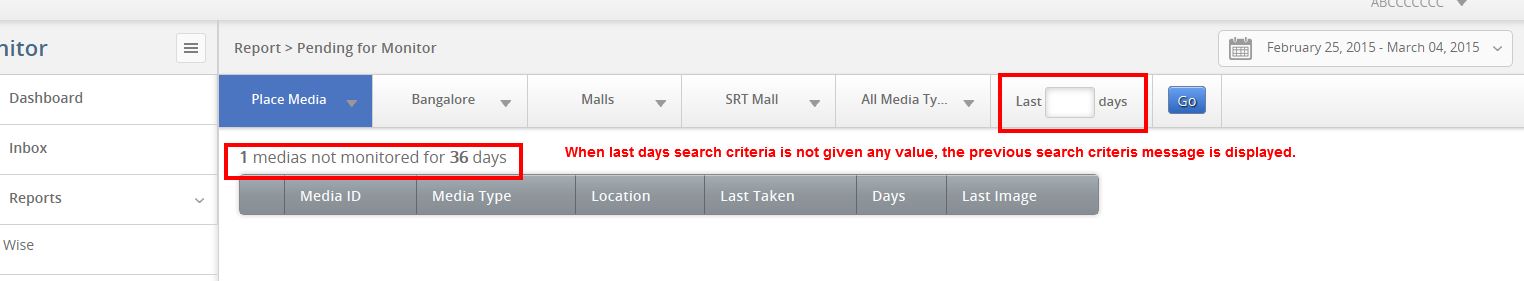 ABCCCCCCC
nitor
Report > Pending for Monitor
February 25, 2015 - March 04, 2015
Dashboard
Place Media
Bangalore
Malls
SRT Mall
All Media Ty...
Last days
Go
Inbox
1 medias not monitored for 36 days
When last days search criteria is not given any value, the previous search criteris message is displayed.
Reports
Media ID
Media Type
Location
Last Taken
Days
Last Image
Wise